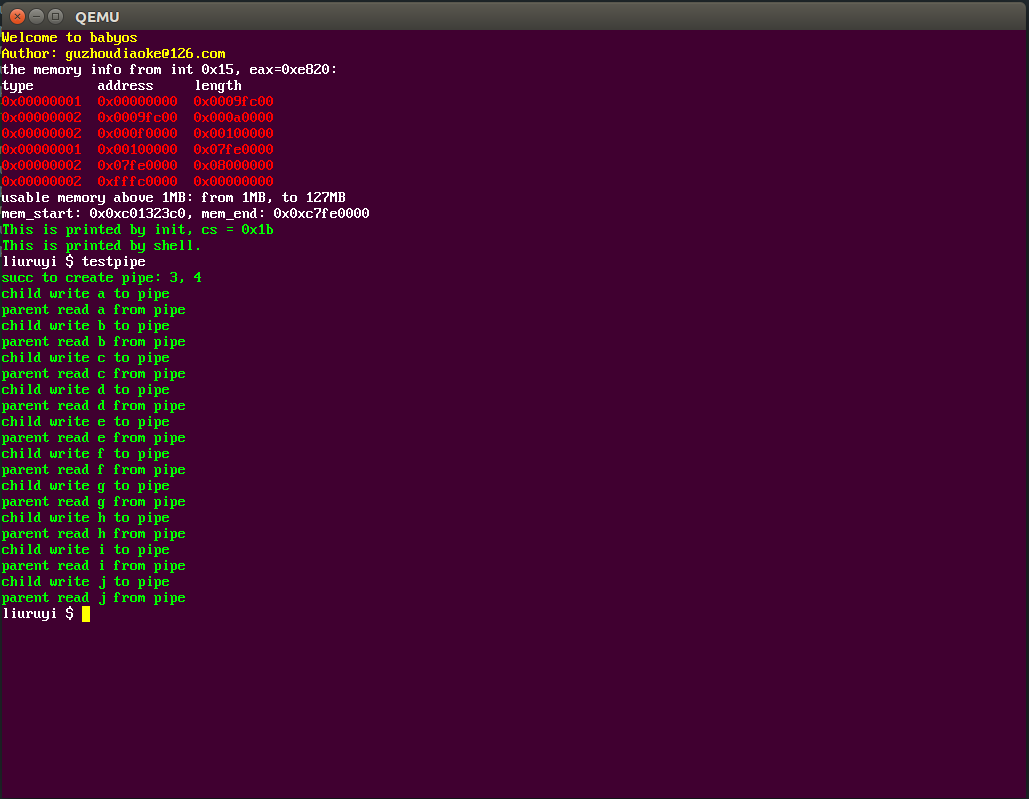 QEMU
Welcome to babyos
Author: guzhoudiaoke@126.com
the memory info from int 0x15, eax=0xe820:
type address length
0x00000001 0x00000000 0x0009fc00
0x00000002 0x0009fc00 0x000a0000
0x00000002 0x000f0000 0x00100000
0x00000001 0x00100000 0x07fe0000
0x00000002 0x07fe0000 0x08000000
0x00000002 0xfffc0000 0x00000000
usable memory above 1MB: from 1MB, to 127MB
mem_start: 0x0xc01323c0, mem_end: 0x0xc7fe0000
This is printed by init, cs = 0x1b
This is printed by shell.
liuruyi $ testpipe
succ to create pipe: 3, 4
child write a to pipe
parent read a from pipe
child write b to pipe
parent read b from pipe
child write c to pipe
parent read c from pipe
child write d to pipe
parent read d from pipe
child write e to pipe
parent read e from pipe
child write f to pipe
parent read f from pipe
child write g to pipe
parent read g from pipe
child write h to pipe
parent read h from pipe
child write i to pipe
parent read i from pipe
child write j to pipe
parent read j from pipe
liuruyi $